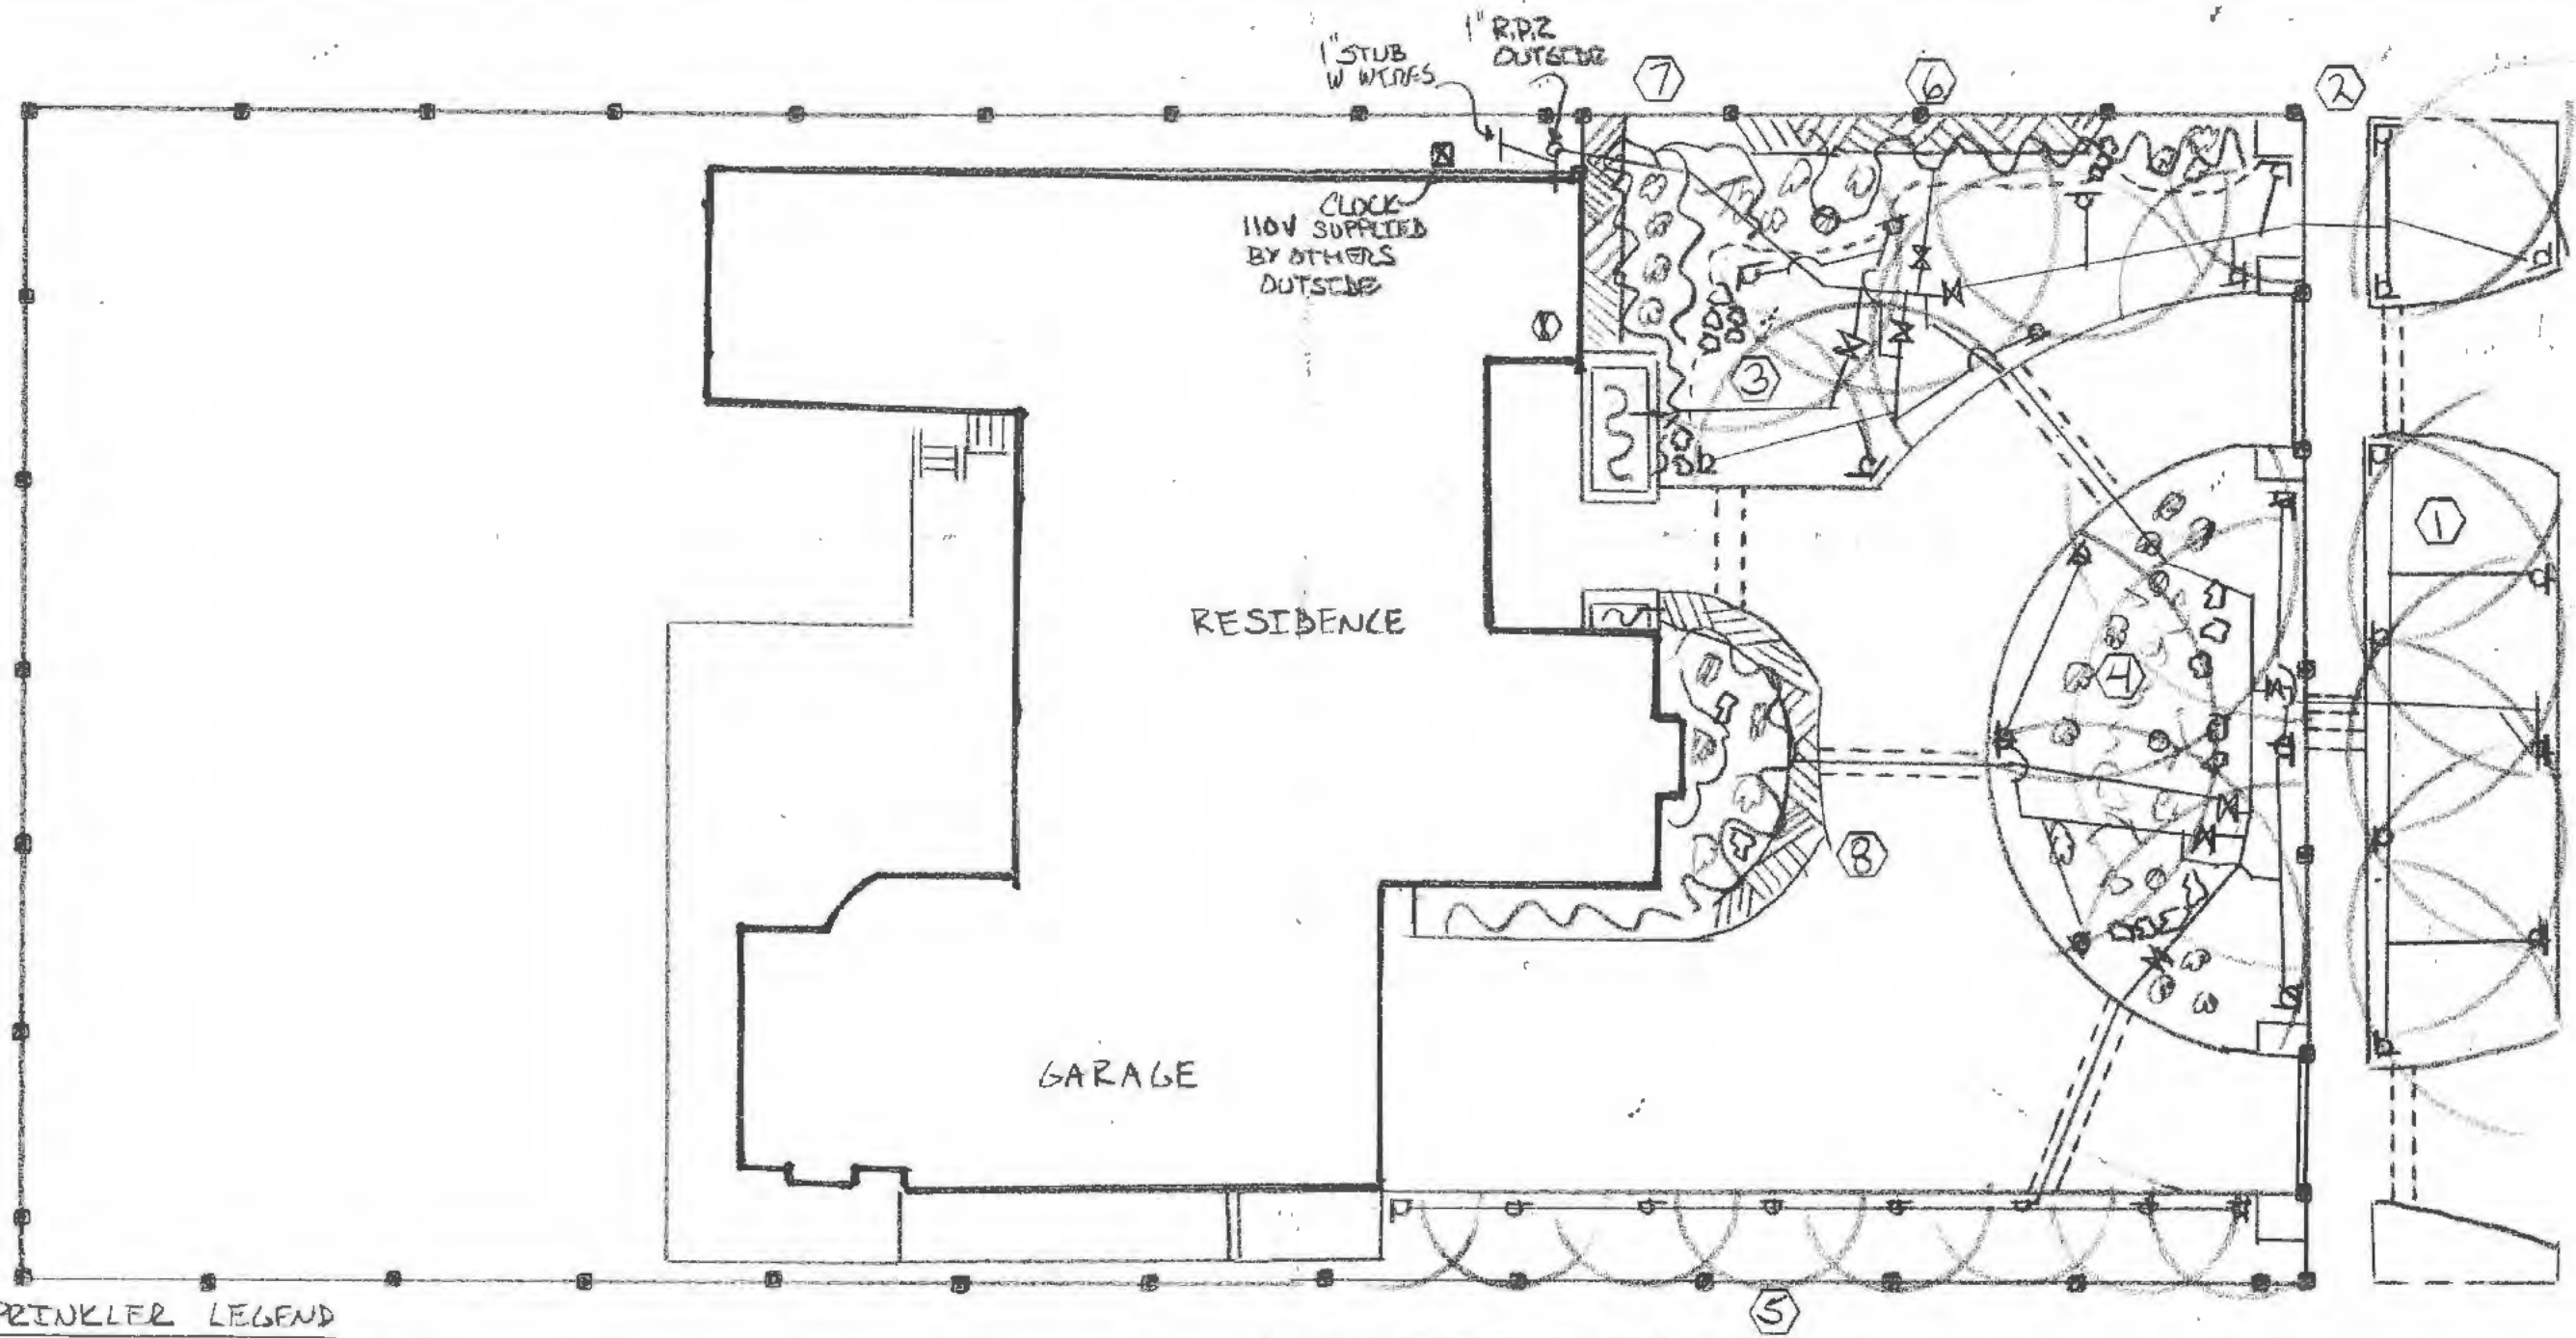 1" STUB
W WIRES
1" R.P.Z
OUTSIDE
7
6
2
CLOCK
110V SUPPLIED
BY OTHERS
OUTSIDE
3
1
RESIDENCE
4
8
GARAGE
5
PRINKLER LEGEND